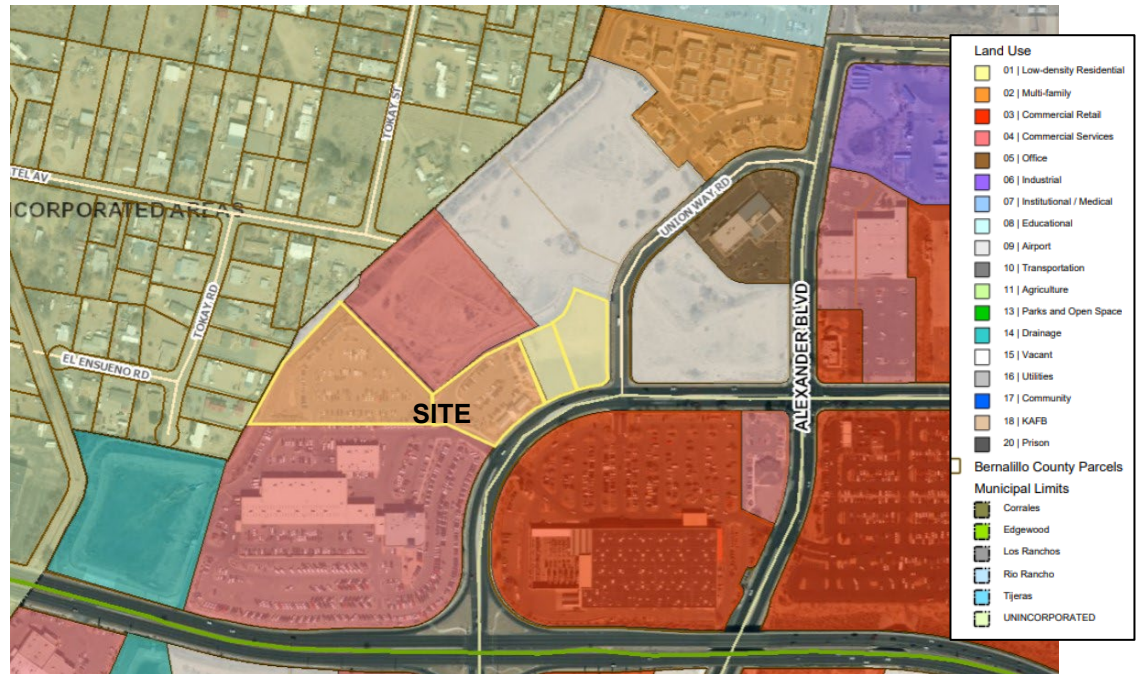 TOKAY ST
TEL AV
CORPORATED AREAS
TOKAY RD
EL ENSUENO RD
UNION WAY RD
ALEXANDER BLVD
SITE
Land Use
01 | Low-density Residential
02 | Multi-family
03 | Commercial Retail
04 | Commercial Services
05 | Office
06 | Industrial
07 | Institutional / Medical
08 | Educational
09 | Airport
10 | Transportation
11 | Agriculture
13 | Parks and Open Space
14 | Drainage
15 | Vacant
16 | Utilities
17 | Community
18 | KAFB
20 | Prison
Bernalillo County Parcels
Municipal Limits
Corrales
Edgewood
Los Ranchos
Rio Rancho
Tijeras
UNINCORPORATED